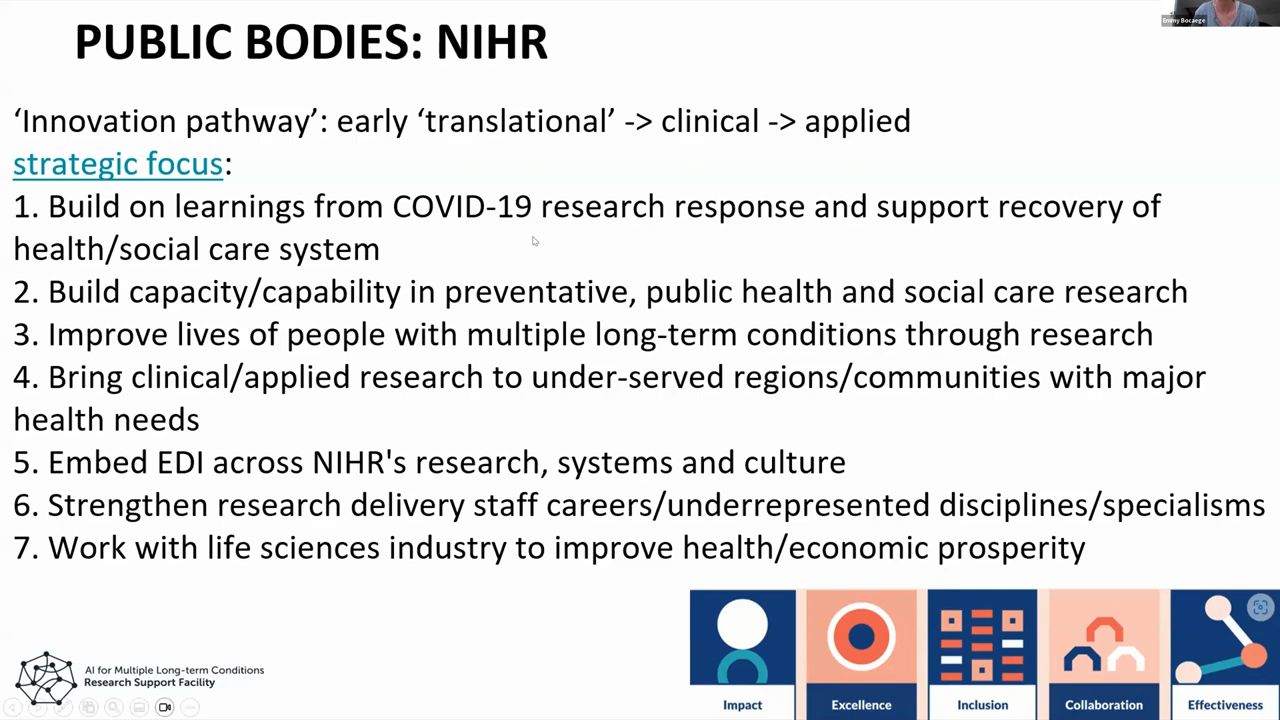 Emmy Bocaege
PUBLIC BODIES: NIHR
‘Innovation pathway’: early ‘translational’ -> clinical -> applied
strategic focus:
1. Build on learnings from COVID-19 research response and support recovery of
health/social care system
2. Build capacity/capability in preventative, public health and social care research
3. Improve lives of people with multiple long-term conditions through research
4. Bring clinical/applied research to under-served regions/communities with major
health needs
5. Embed EDI across NIHR's research, systems and culture
6. Strengthen research delivery staff careers/underrepresented disciplines/specialisms
7. Work with life sciences industry to improve health/economic prosperity
AI for Multiple Long-term Conditions
Research Support Facility
Impact
Excellence
Inclusion
Collaboration
Effectiveness